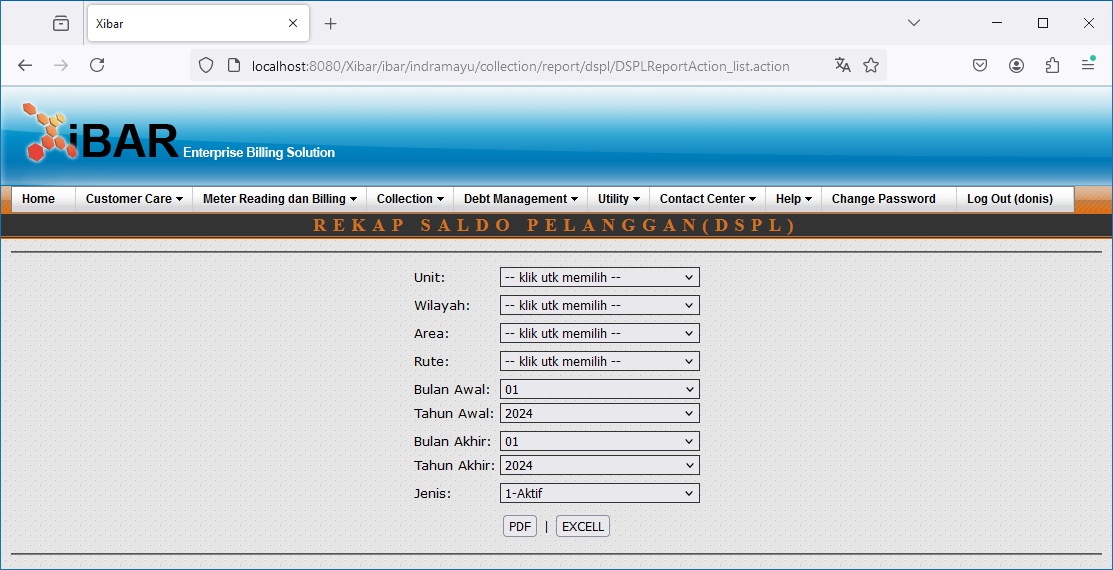 Xibar
localhost:8080/Xibar/ibar/indramayu/collection/report/dspl/DSPLReportAction_list.action
iBAR Enterprise Billing Solution
Home Customer Care Meter Reading dan Billing Collection Debt Management Utility Contact Center Help Change Password Log Out (donis)
REKAP SALDO PELANGGAN(DSPL)
Unit: -- klik utk memilih --
Wilayah: -- klik utk memilih --
Area: -- klik utk memilih --
Rute: -- klik utk memilih --
Bulan Awal: 01
Tahun Awal: 2024
Bulan Akhir: 01
Tahun Akhir: 2024
Jenis: 1-Aktif
PDF | EXCELL